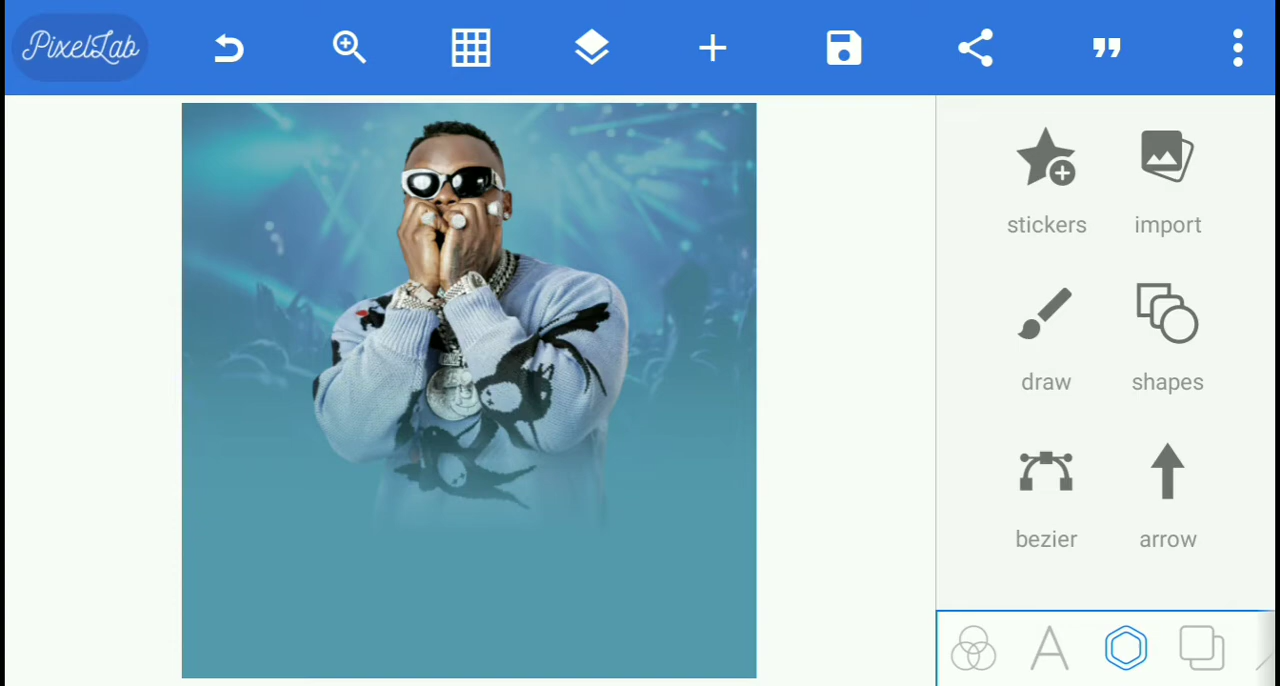 PixelLab
stickers
import
draw
shapes
bezier
arrow